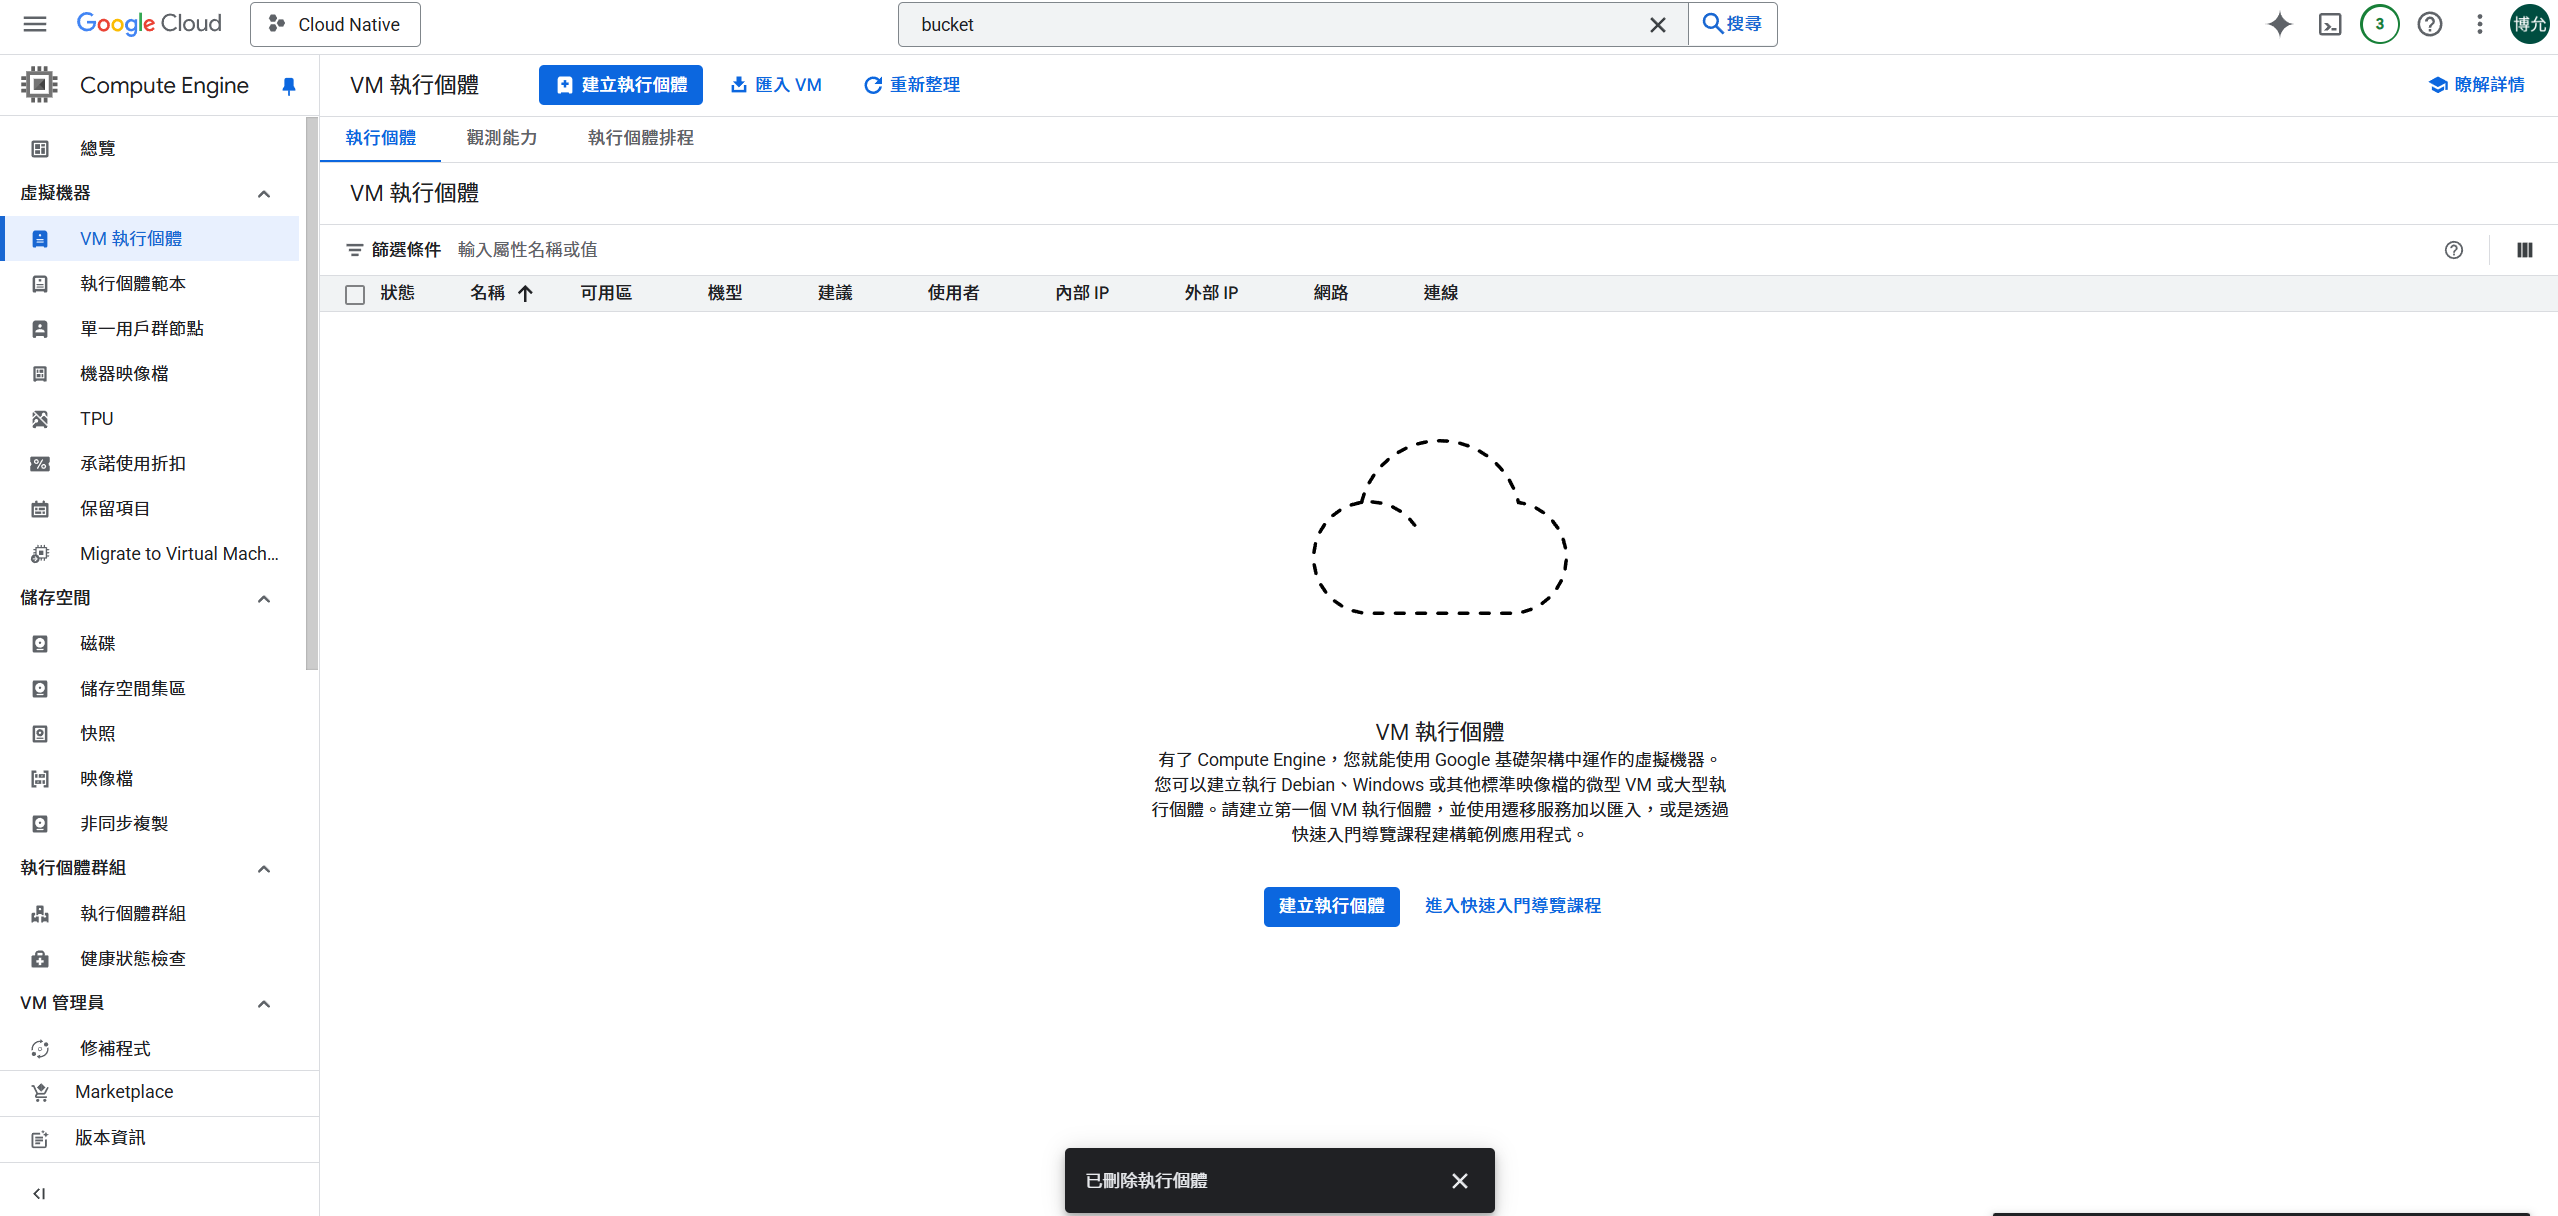 Google Cloud
Cloud Native
bucket
搜尋
3
博允
Compute Engine
VM 執行個體
建立執行個體
匯入 VM
重新整理
瞭解詳情
執行個體
觀測能力
執行個體排程
總覽
虛擬機器
VM 執行個體
執行個體範本
單一用戶群節點
機器映像檔
TPU
承諾使用折扣
保留項目
Migrate to Virtual Mach...
儲存空間
磁碟
儲存空間集區
快照
映像檔
非同步複製
執行個體群組
執行個體群組
健康狀態檢查
VM 管理員
修補程式
Marketplace
版本資訊
VM 執行個體
篩選條件
輸入屬性名稱或值
狀態
名稱
可用區
機型
建議
使用者
內部 IP
外部 IP
網路
連線
VM 執行個體
有了 Compute Engine，您就能使用 Google 基礎架構中運作的虛擬機器。
您可以建立執行 Debian、Windows 或其他標準映像檔的微型 VM 或大型執
行個體。請建立第一個 VM 執行個體，並使用遷移服務加以匯入，或是透過
快速入門導覽課程建構範例應用程式。
建立執行個體
進入快速入門導覽課程
已刪除執行個體